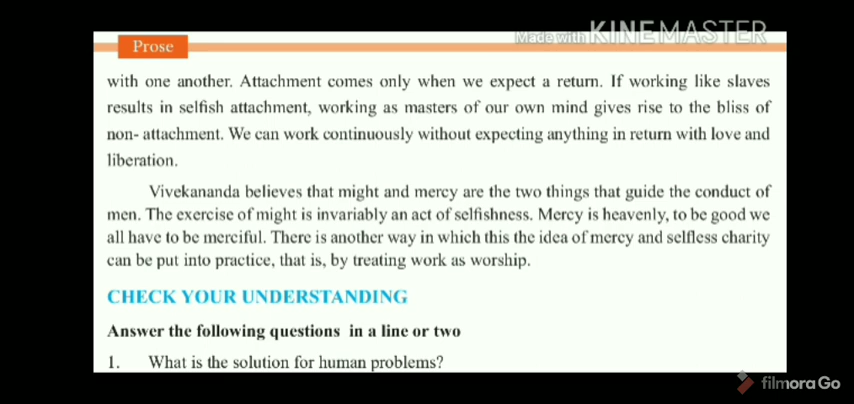 Made with KINEMASTER
Prose
with one another. Attachment comes only when we expect a return. If working like slaves
results in selfish attachment, working as masters of our own mind gives rise to the bliss of
non- attachment. We can work continuously without expecting anything in return with love and
liberation.
Vivekananda believes that might and mercy are the two things that guide the conduct of
men. The exercise of might is invariably an act of selfishness. Mercy is heavenly, to be good we
all have to be merciful. There is another way in which this the idea of mercy and selfless charity
can be put into practice, that is, by treating work as worship.
CHECK YOUR UNDERSTANDING
Answer the following questions in a line or two
1. What is the solution for human problems?
filmora Go